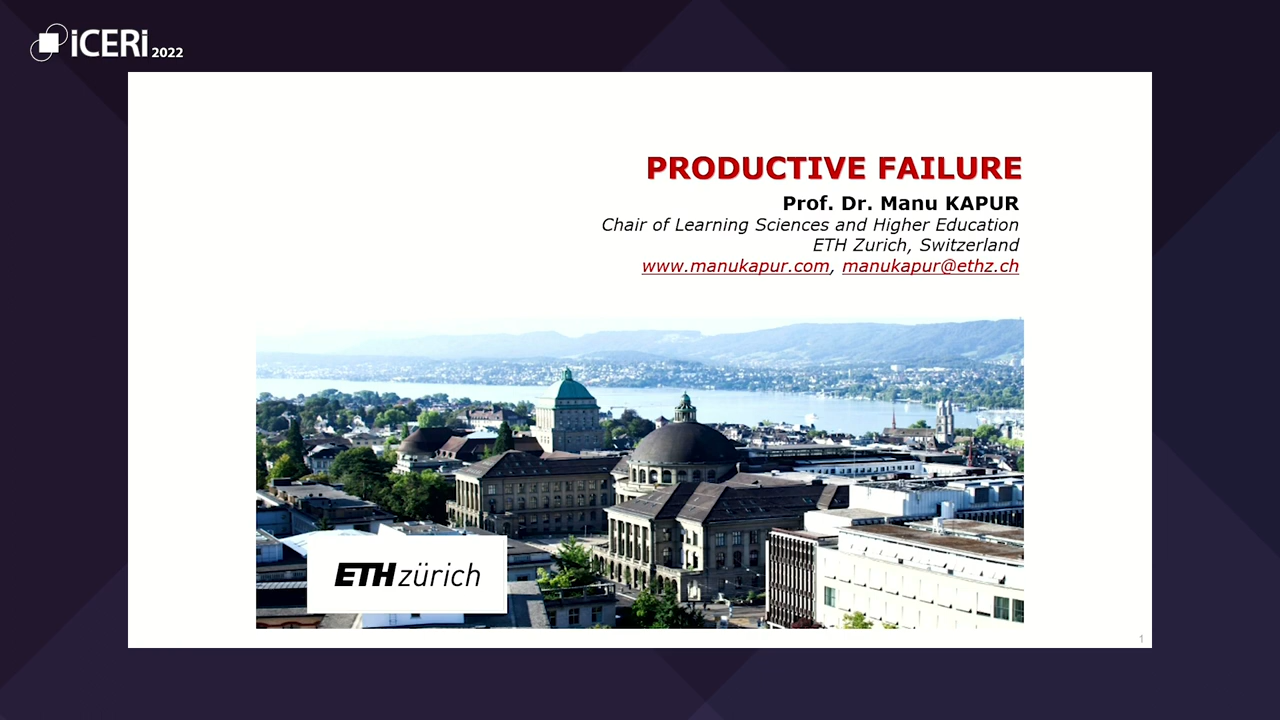 iCERi 2022
PRODUCTIVE FAILURE
Prof. Dr. Manu KAPUR
Chair of Learning Sciences and Higher Education
ETH Zurich, Switzerland
www.manukapur.com, manukapur@ethz.ch
ETH zürich
1